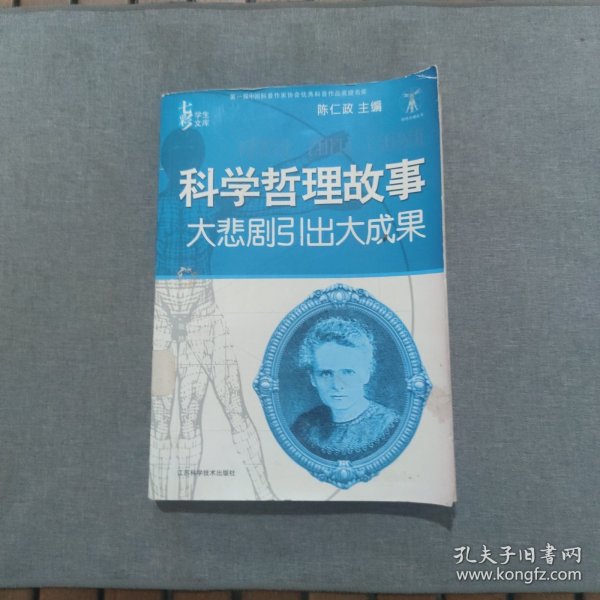 第一届中国科普作家协会优秀科普作品奖提名奖
七彩
学生
文库
陈仁政 主编
科学哲理故事
大悲剧引出大成果
江苏科学技术出版社
孔夫子旧书网
www.kongfz.com